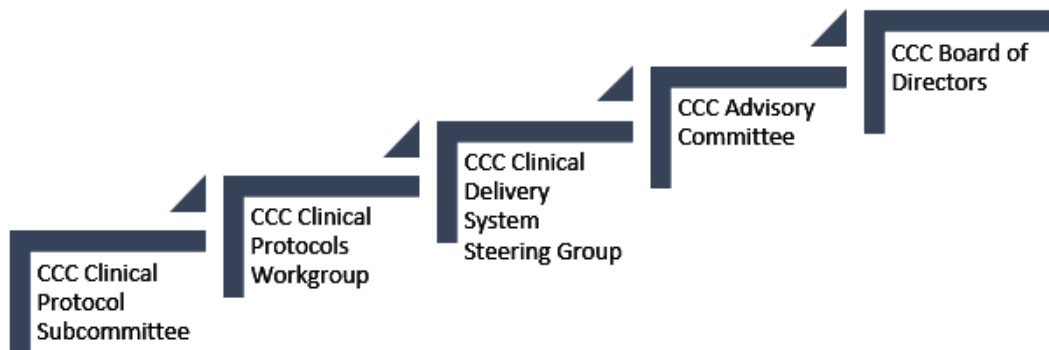 CCC Clinical
Protocol
Subcommittee
CCC Clinical
Protocols
Workgroup
CCC Clinical
Delivery
System
Steering Group
CCC Advisory
Committee
CCC Board of
Directors